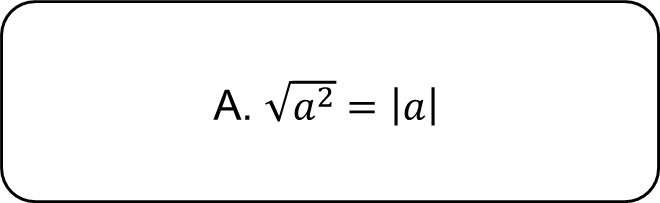 A. √a² = |a|